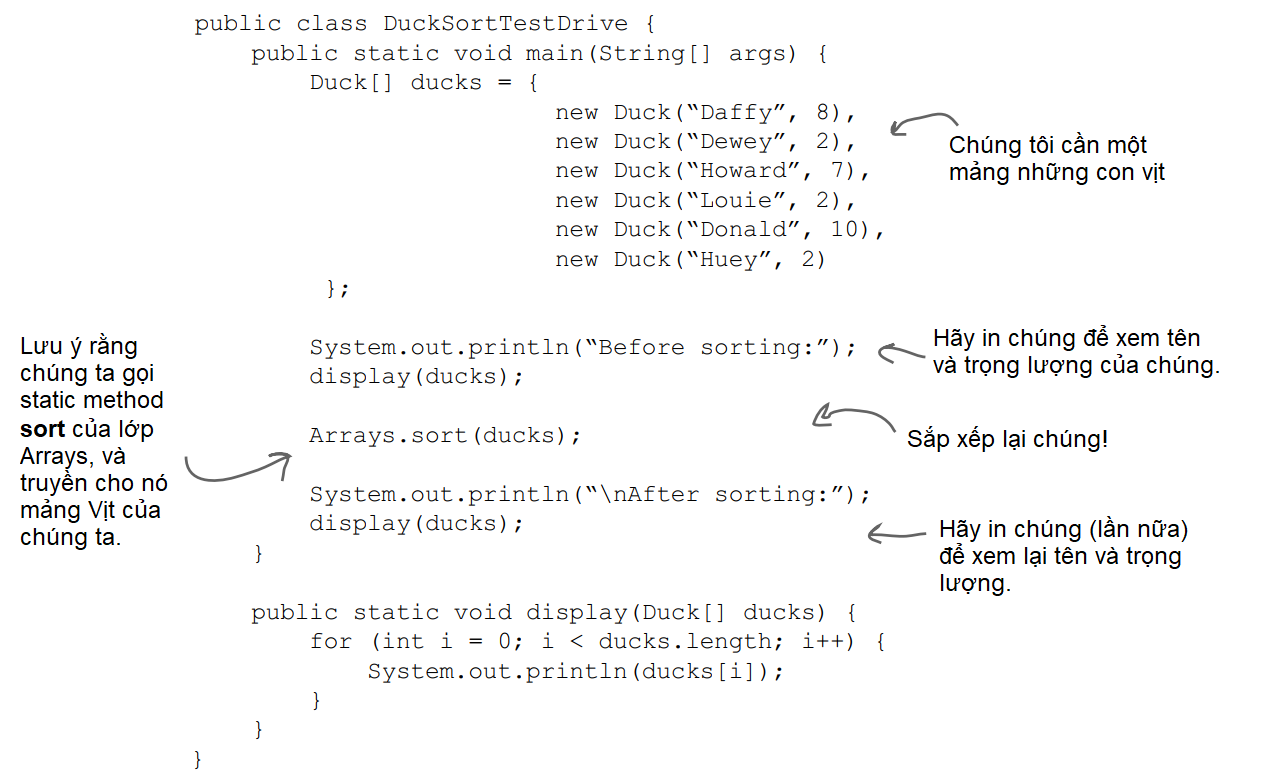 public class DuckSortTestDrive {
public static void main(String[] args) {
Duck[] ducks = {
new Duck(“Daffy”, 8),
new Duck(“Dewey”, 2),
new Duck(“Howard”, 7),
new Duck(“Louie”, 2),
new Duck(“Donald”, 10),
new Duck(“Huey”, 2)
};
Chúng tôi cần một
mảng những con vịt
System.out.println(“Before sorting:”);
display(ducks);
Hãy in chúng để xem tên
và trọng lượng của chúng.
Arrays.sort(ducks);
Sắp xếp lại chúng!
Lưu ý rằng
chúng ta gọi
static method
sort của lớp
Arrays, và
truyền cho nó
mảng Vịt của
chúng ta.
System.out.println(“\nAfter sorting:”);
display(ducks);
}
Hãy in chúng (lần nữa)
để xem lại tên và trọng
lượng.
public static void display(Duck[] ducks) {
for (int i = 0; i < ducks.length; i++) {
System.out.println(ducks[i]);
}
}
}